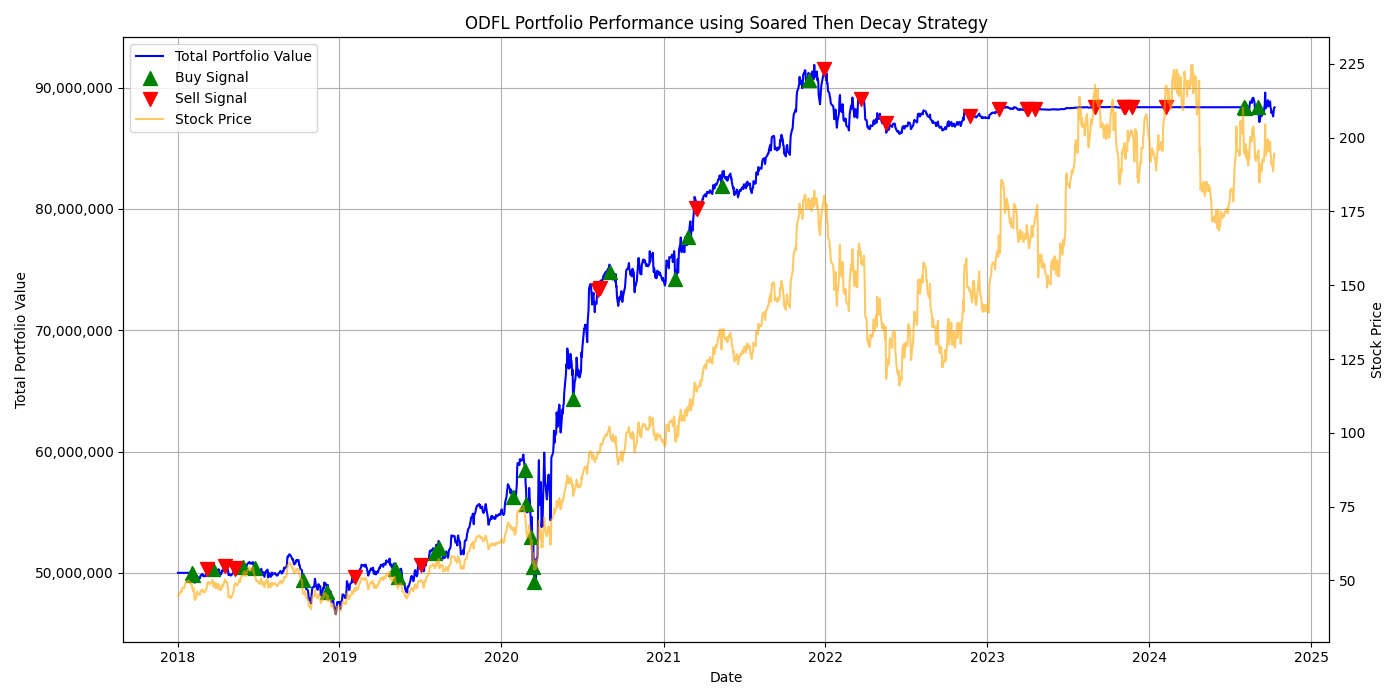 ODFL Portfolio Performance using Soared Then Decay Strategy
Total Portfolio Value
Buy Signal
Sell Signal
Stock Price
90,000,000
80,000,000
70,000,000
60,000,000
50,000,000
Total Portfolio Value
225
200
175
150
125
100
75
50
Stock Price
2018
2019
2020
2021
2022
2023
2024
2025
Date